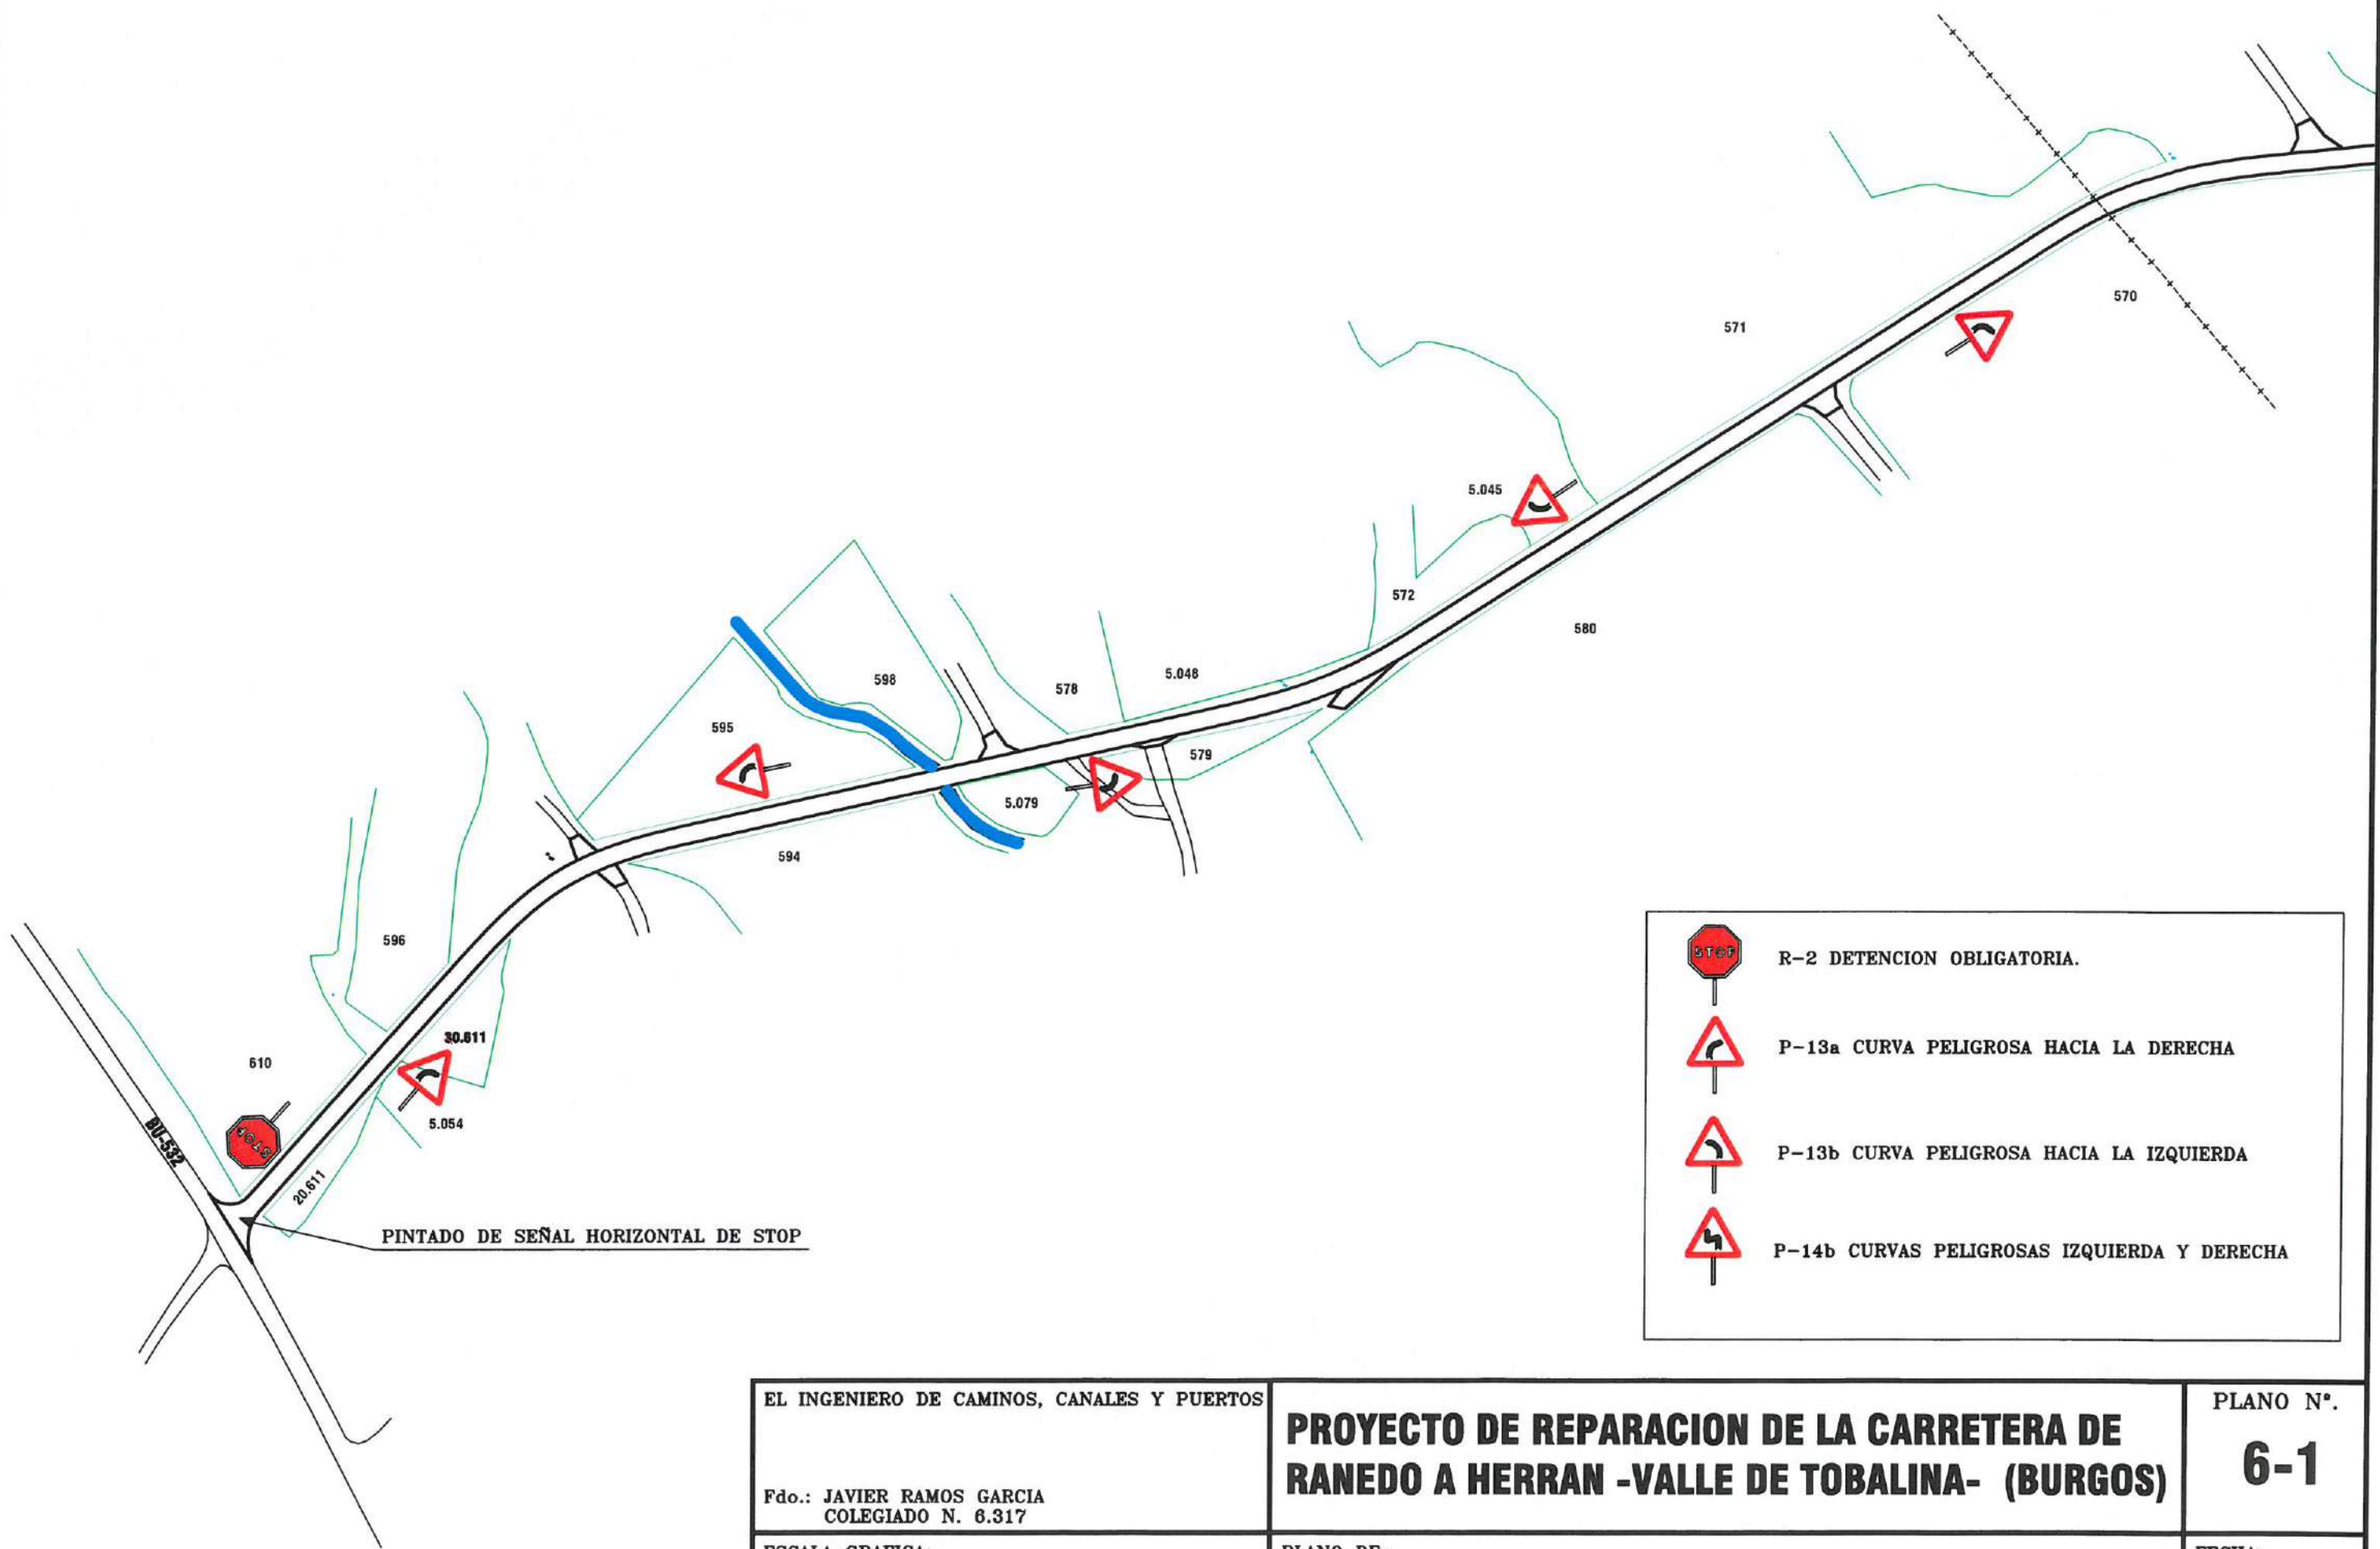 570
571
5.045
572
580
598
578
5.048
595
579
5.079
594
596
30.611
610
5.054
STOP
BU-532
20.611
PINTADO DE SEÑAL HORIZONTAL DE STOP
STOP
R-2 DETENCION OBLIGATORIA.
P-13a CURVA PELIGROSA HACIA LA DERECHA
P-13b CURVA PELIGROSA HACIA LA IZQUIERDA
P-14b CURVAS PELIGROSAS IZQUIERDA Y DERECHA
EL INGENIERO DE CAMINOS, CANALES Y PUERTOS
Fdo.: JAVIER RAMOS GARCIA
COLEGIADO N. 6.317
PROYECTO DE REPARACION DE LA CARRETERA DE
RANEDO A HERRAN -VALLE DE TOBALINA- (BURGOS)
PLANO Nº.
6-1